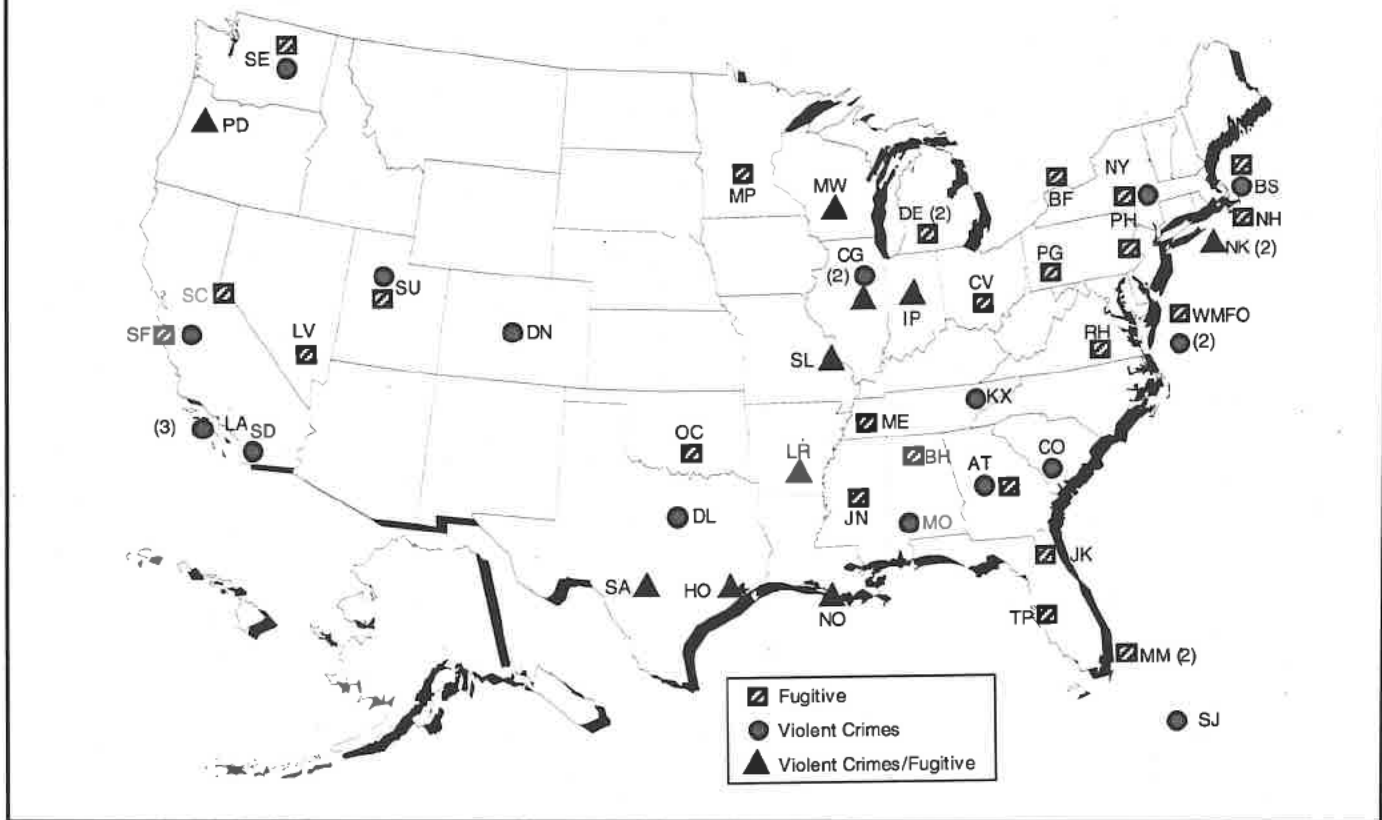 SE
PD
MP
MW
DE (2)
BF
NY
PH
BS
NH
NK (2)
PG
CG
(2)
IP
CV
SC
SF
SU
LV
DN
WMFO
(2)
RH
SL
KX
(3)
LA
SD
OC
ME
LR
BH
AT
CO
JN
MO
DL
JK
SA
HO
NO
TP
MM (2)
SJ
Fugitive
Violent Crimes
Violent Crimes/Fugitive